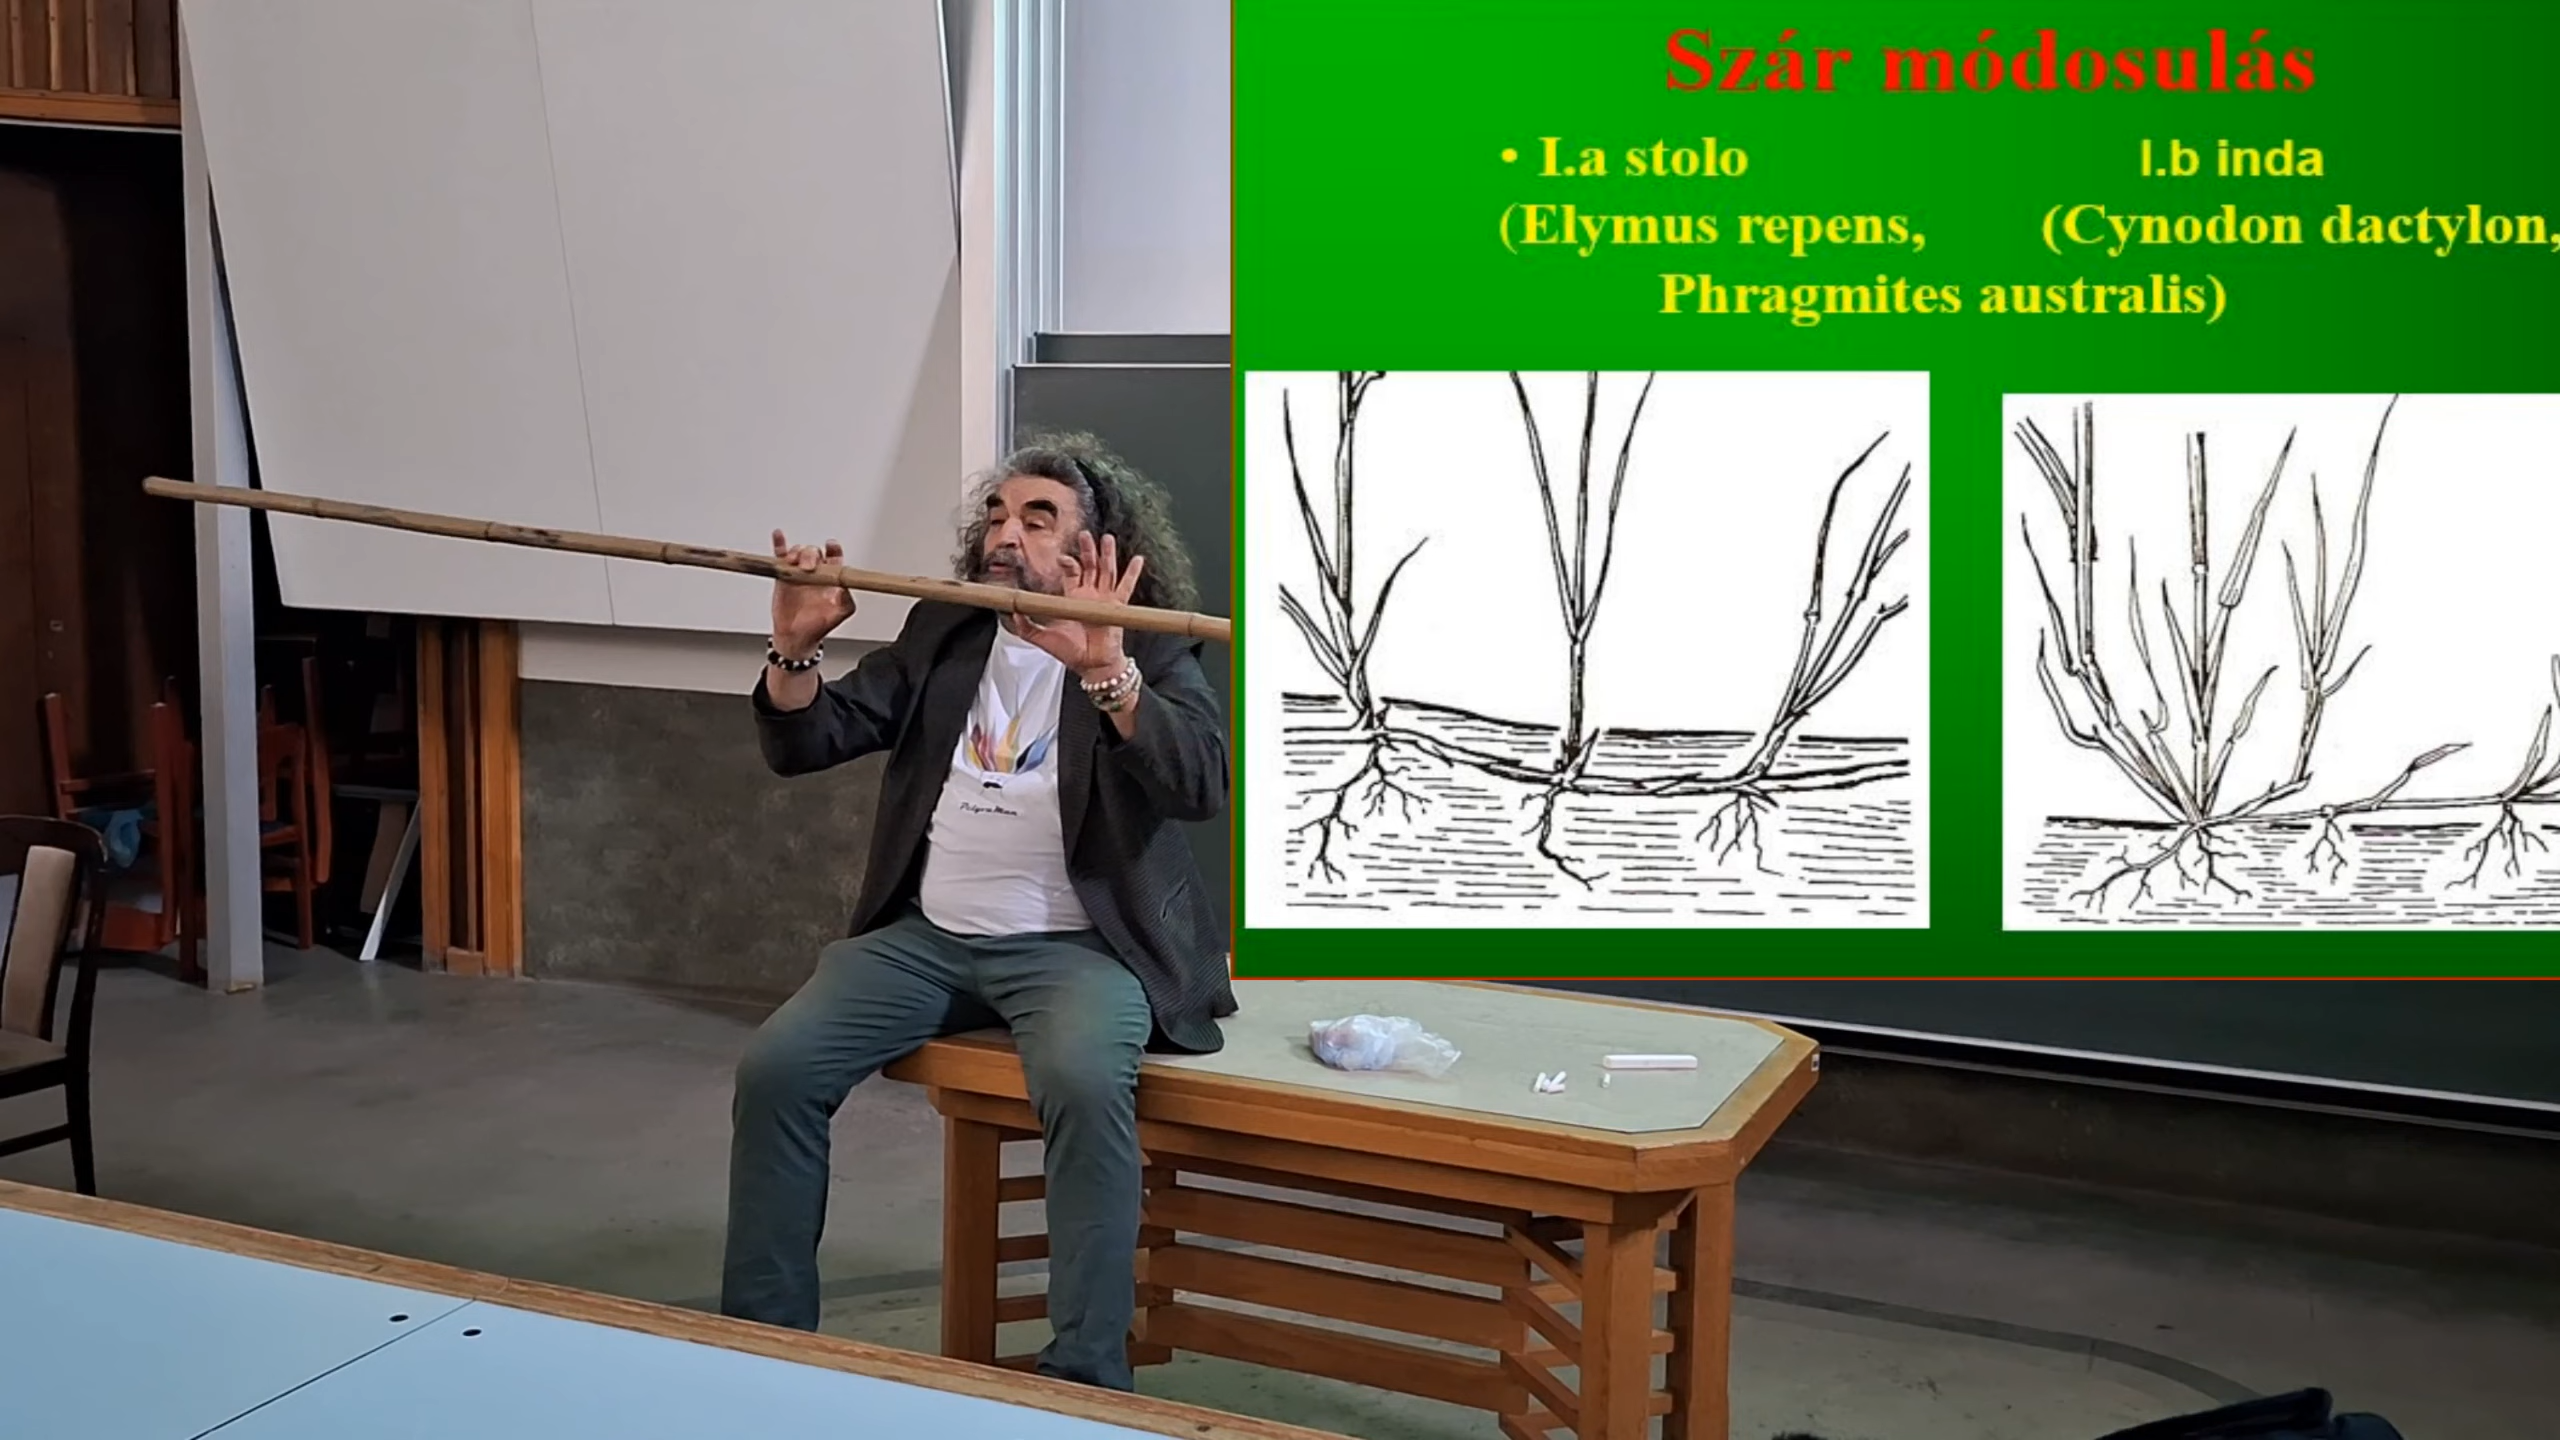 Szár módosulás
• I.a stolo
I.b inda
(Elymus repens,
(Cynodon dactylon,
Phragmites australis)